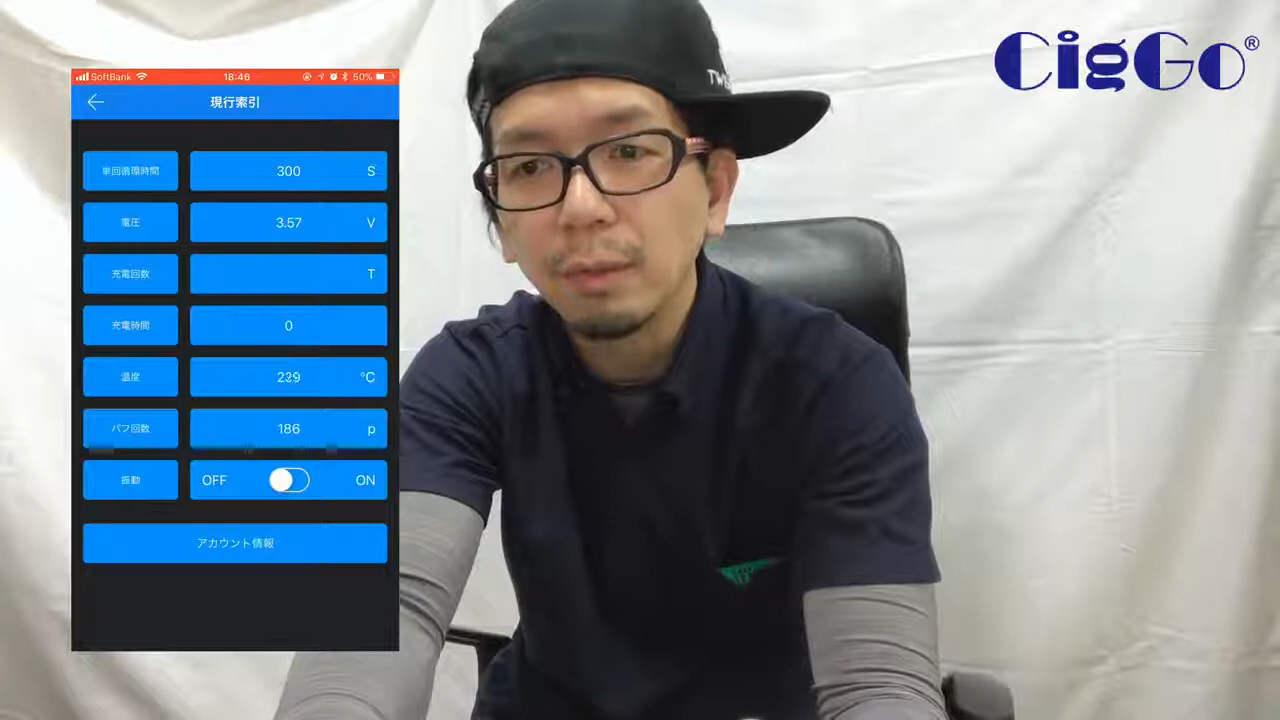 SoftBank 18:46 50%
現行索引
単回循環時間 300 S
電圧 3.57 V
充電回数 T
充電時間 0
温度 239 °C
パフ回数 186 p
振動 OFF ON
アカウント情報
CigGo®